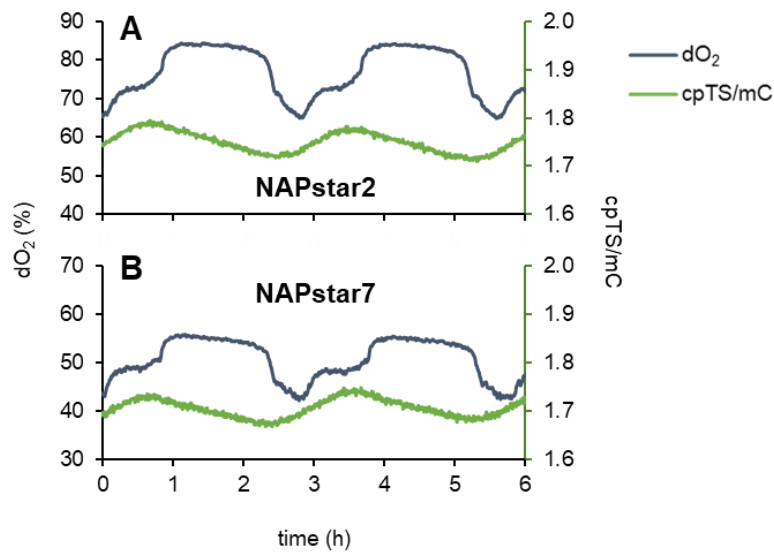 A
90
80
70
60
50
40
2.0
1.9
1.8
1.7
1.6
NAPstar2
dO₂
cpTS/mC
dO₂ (%)
cpTS/mC
B
NAPstar7
70
60
50
40
30
2.0
1.9
1.8
1.7
1.6
0 1 2 3 4 5 6
time (h)